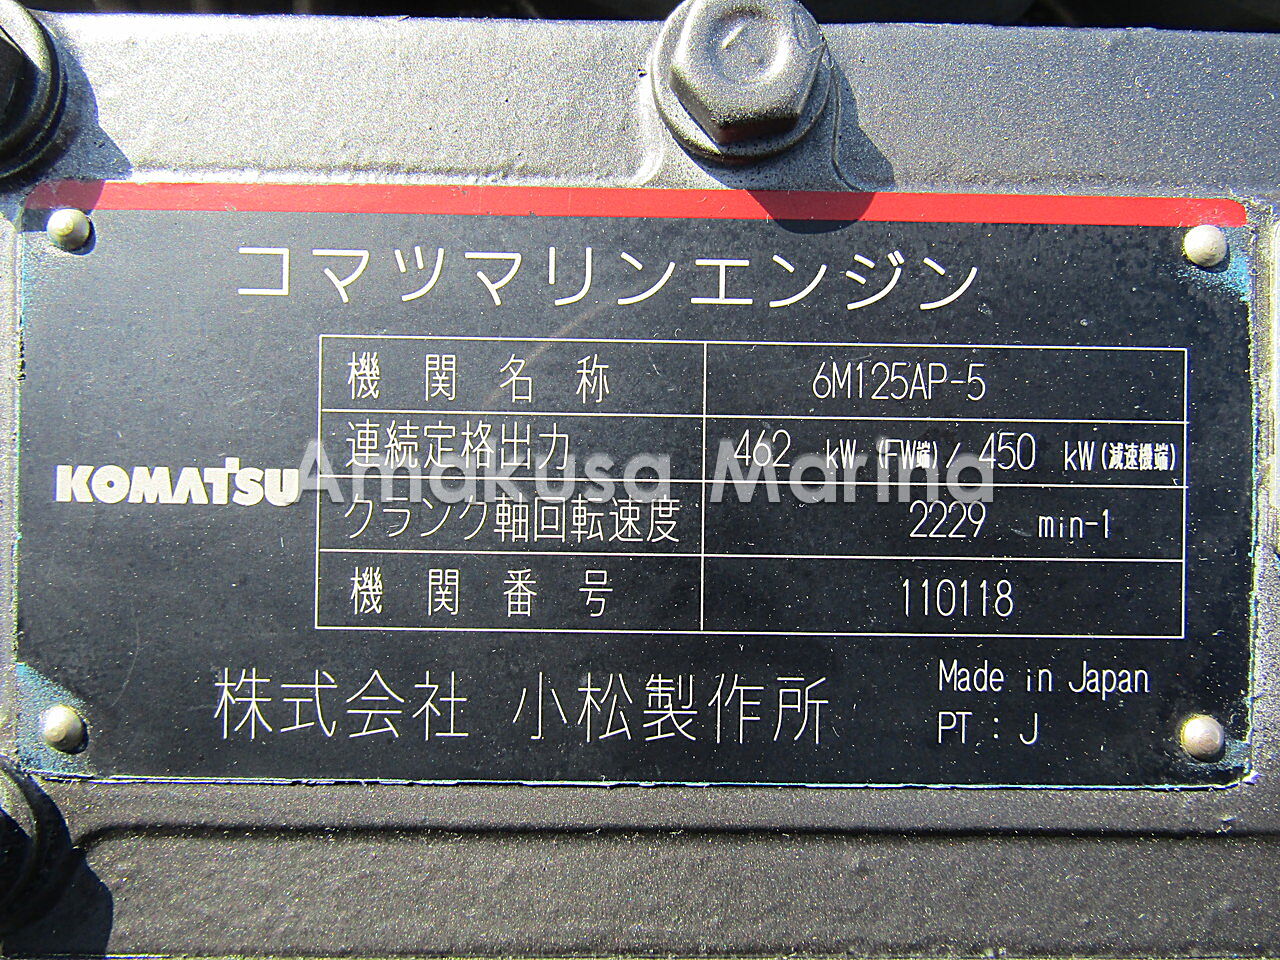 コマツマリンエンジン
機関名称 6M125AP-5
連続定格出力 462 kW (FW端) / 450 kW (減速機端)
KOMATSU
Amakusa Marina
クランク軸回転速度 2229 min-1
機関番号 110118
株式会社 小松製作所
Made in Japan
PT : J